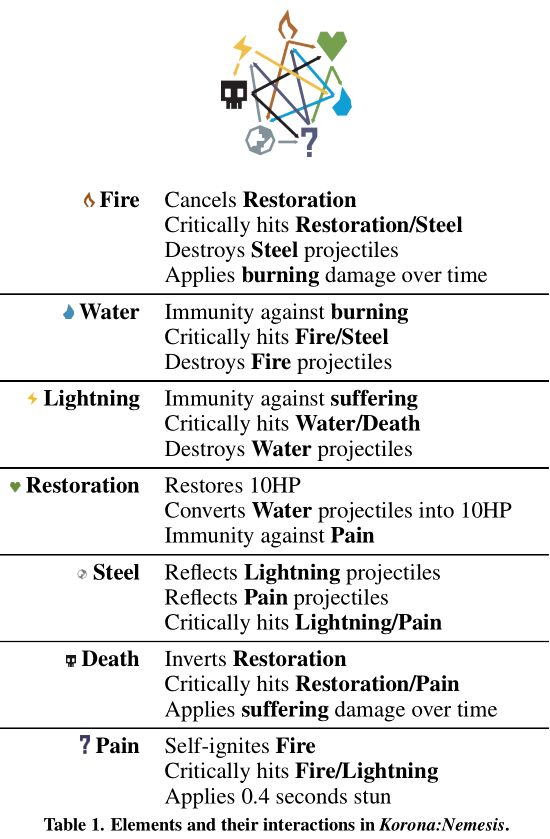 Fire Cancels Restoration
Critically hits Restoration/Steel
Destroys Steel projectiles
Applies burning damage over time
Water Immunity against burning
Critically hits Fire/Steel
Destroys Fire projectiles
Lightning Immunity against suffering
Critically hits Water/Death
Destroys Water projectiles
Restoration Restores 10HP
Converts Water projectiles into 10HP
Immunity against Pain
Steel Reflects Lightning projectiles
Reflects Pain projectiles
Critically hits Lightning/Pain
Death Inverts Restoration
Critically hits Restoration/Pain
Applies suffering damage over time
Pain Self-ignites Fire
Critically hits Fire/Lightning
Applies 0.4 seconds stun
Table 1. Elements and their interactions in Korona:Nemesis.